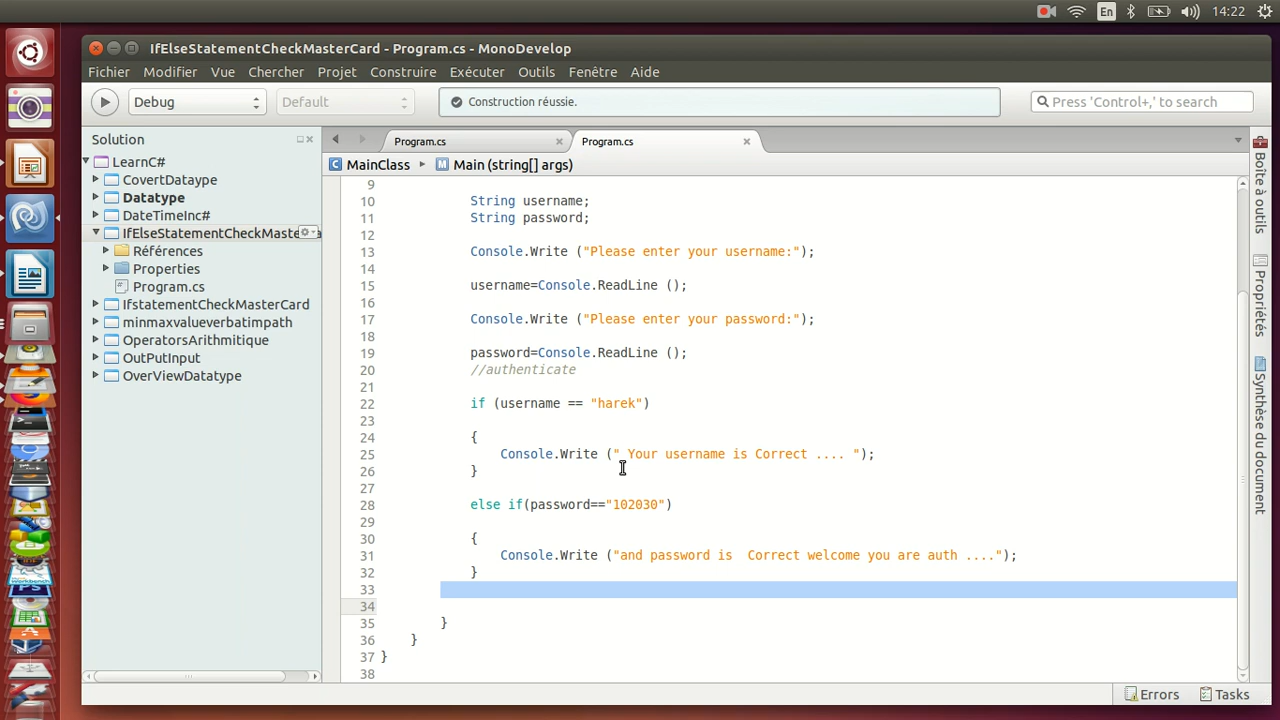 En
14:22
IfElseStatementCheckMasterCard - Program.cs - MonoDevelop
Fichier Modifier Vue Chercher Projet Construire Exécuter Outils Fenêtre Aide
Debug Default Construction réussie. Press 'Control+,' to search
Solution
LearnC#
CovertDataype
Datatype
DateTimeInc#
IfElseStatementCheckMaste a
Références
Properties
Program.cs
IfstatementCheckMasterCard
minmaxvalueverbatimpath
OperatorsArithmitique
OutPutInput
OverViewDatatype
Program.cs Program.cs
C MainClass M Main (string[] args)
9
10 String username;
11 String password;
12
13 Console.Write ("Please enter your username:");
14
15 username=Console.ReadLine ();
16
17 Console.Write ("Please enter your password:");
18
19 password=Console.ReadLine ();
20 //authenticate
21
22 if (username == "harek")
23
24 {
25 Console.Write (" Your username is Correct .... ");
26 }
27
28 else if(password=="102030")
29
30 {
31 Console.Write ("and password is  Correct welcome you are auth ....");
32 }
33
34
35 }
36 }
37 }
38
Boîte à outils
Propriétés
Synthèse du document
Errors Tasks